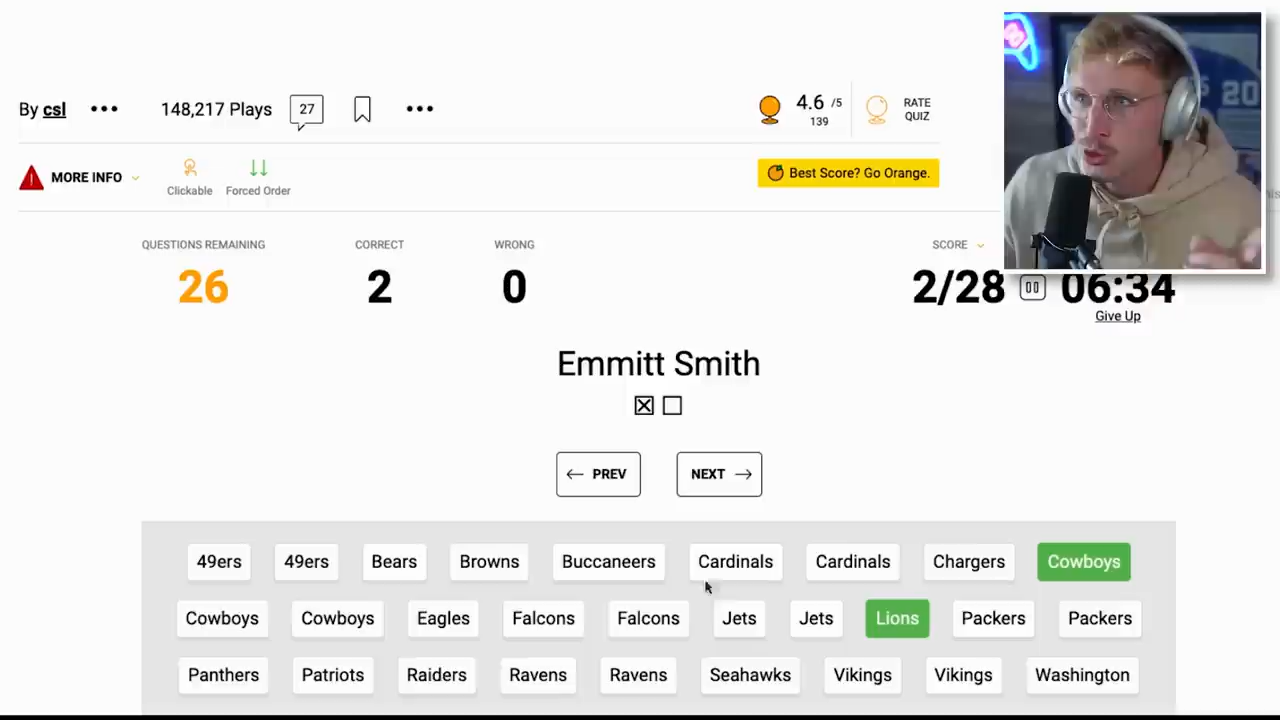 By csl ••• 148,217 Plays 27 ••• 4.6 /5 139 RATE QUIZ
MORE INFO Clickable Forced Order Best Score? Go Orange.
QUESTIONS REMAINING CORRECT WRONG SCORE
26 2 0 2/28 06:34
Give Up
Emmitt Smith
← PREV NEXT →
49ers 49ers Bears Browns Buccaneers Cardinals Cardinals Chargers Cowboys
Cowboys Cowboys Eagles Falcons Falcons Jets Jets Lions Packers Packers
Panthers Patriots Raiders Ravens Ravens Seahawks Vikings Vikings Washington
20